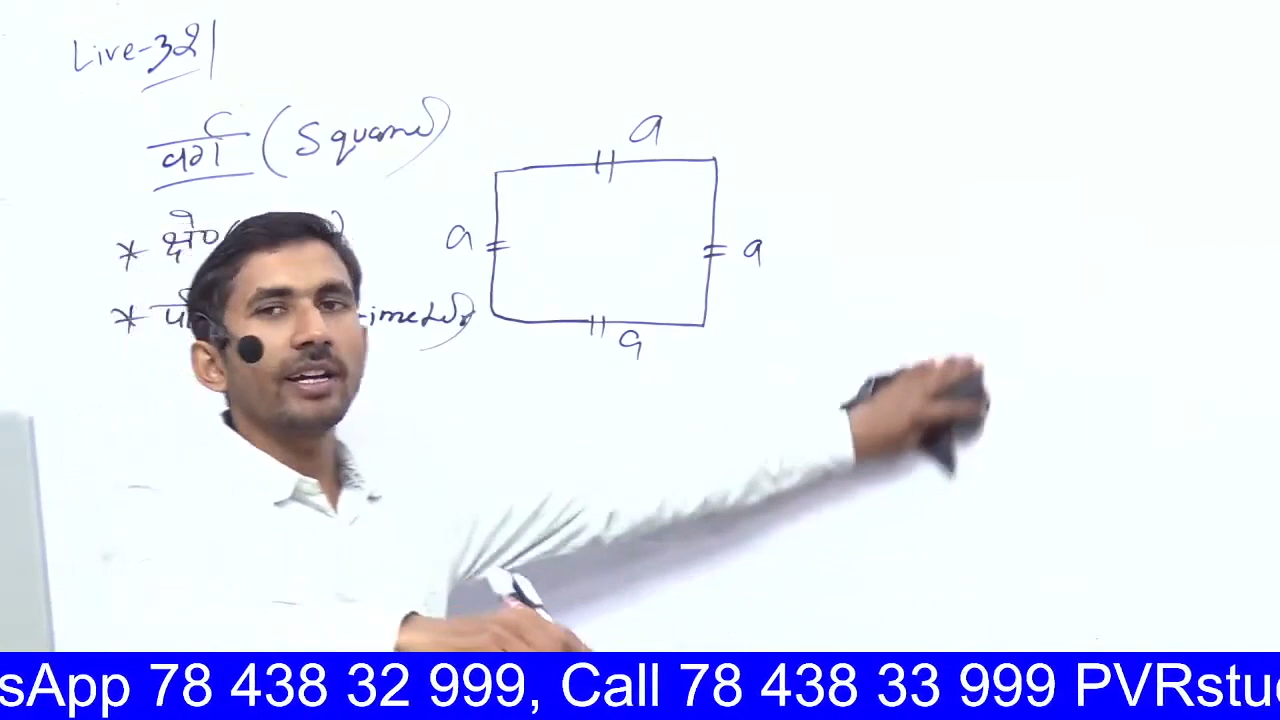 Live-321
वर्ग (Square)
a
* क्षे
a
a
* प
a
sApp 78 438 32 999, Call 78 438 33 999 PVRstu